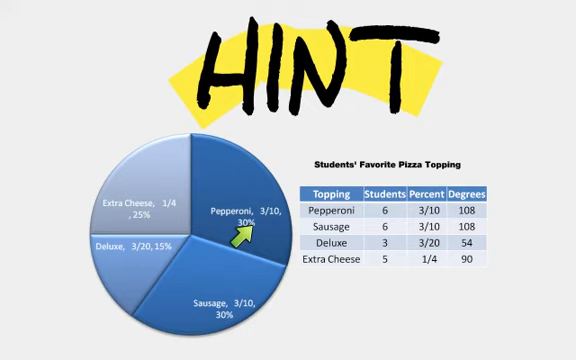 HINT
Students' Favorite Pizza Topping
Topping Students Percent Degrees
Pepperoni 6 3/10 108
Sausage 6 3/10 108
Deluxe 3 3/20 54
Extra Cheese 5 1/4 90
Extra Cheese, 1/4
, 25%
Pepperoni, 3/10,
30%
Deluxe, 3/20, 15%
Sausage, 3/10,
30%